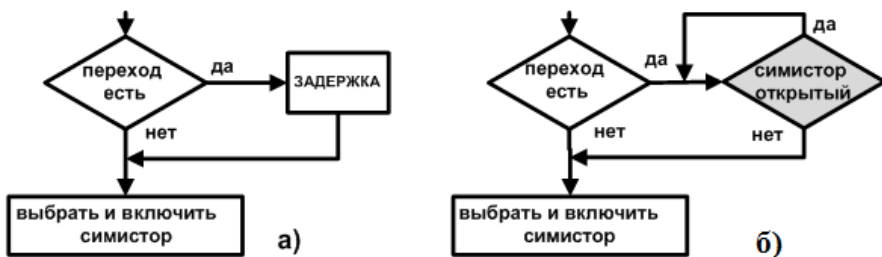 переход
есть
да
ЗАДЕРЖКА
нет
выбрать и включить
симистор
а)
переход
есть
да
да
симистор
открытый
нет
нет
выбрать и включить
симистор
б)